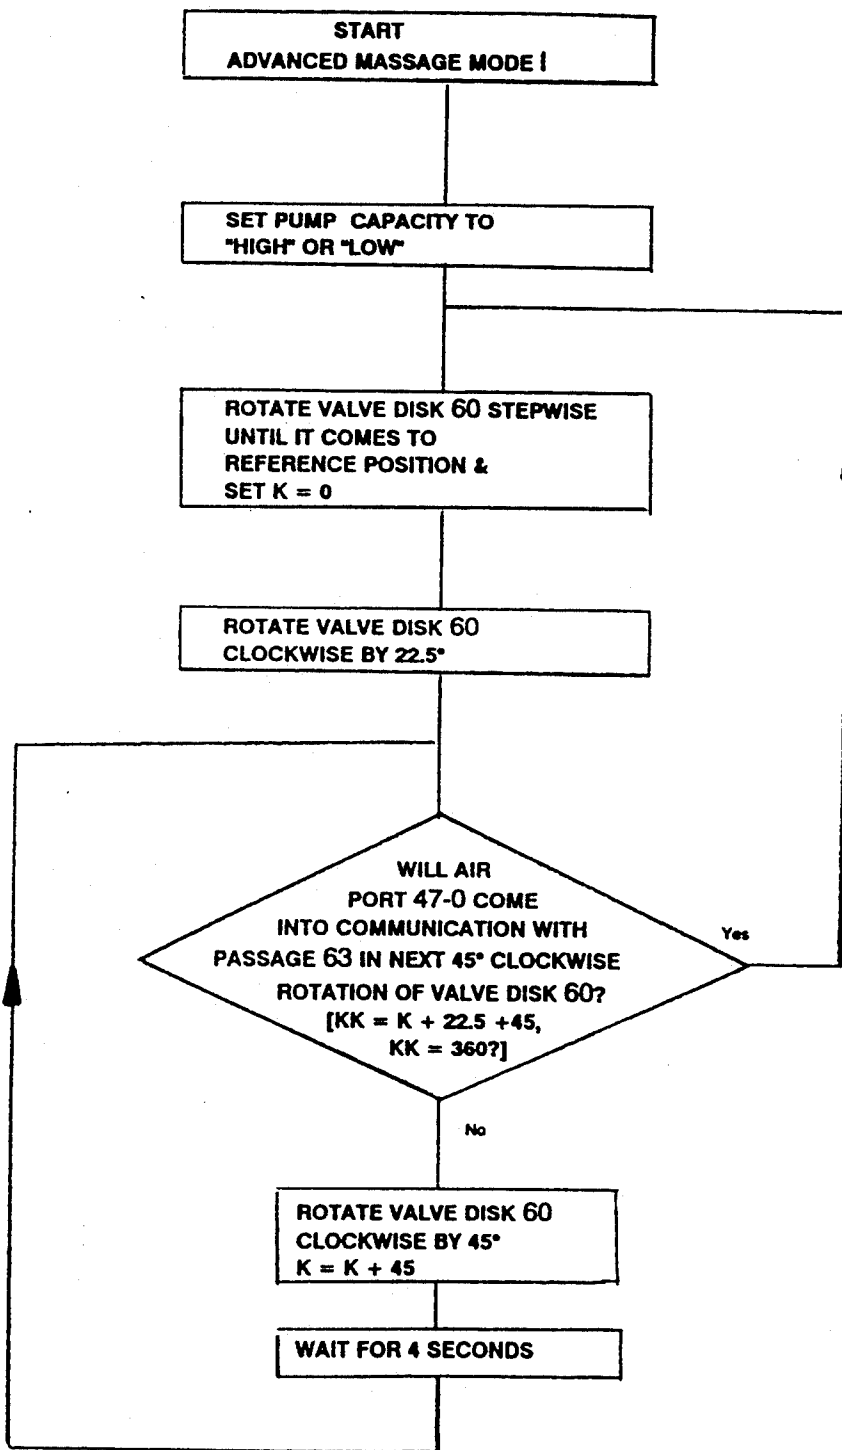 START
ADVANCED MASSAGE MODE I
SET PUMP CAPACITY TO
"HIGH" OR "LOW"
ROTATE VALVE DISK 60 STEPWISE
UNTIL IT COMES TO
REFERENCE POSITION &
SET K = 0
ROTATE VALVE DISK 60
CLOCKWISE BY 22.5°
WILL AIR
PORT 47-0 COME
INTO COMMUNICATION WITH
PASSAGE 63 IN NEXT 45° CLOCKWISE
ROTATION OF VALVE DISK 60?
[KK = K + 22.5 +45,
KK = 360?]
Yes
No
ROTATE VALVE DISK 60
CLOCKWISE BY 45°
K = K + 45
WAIT FOR 4 SECONDS